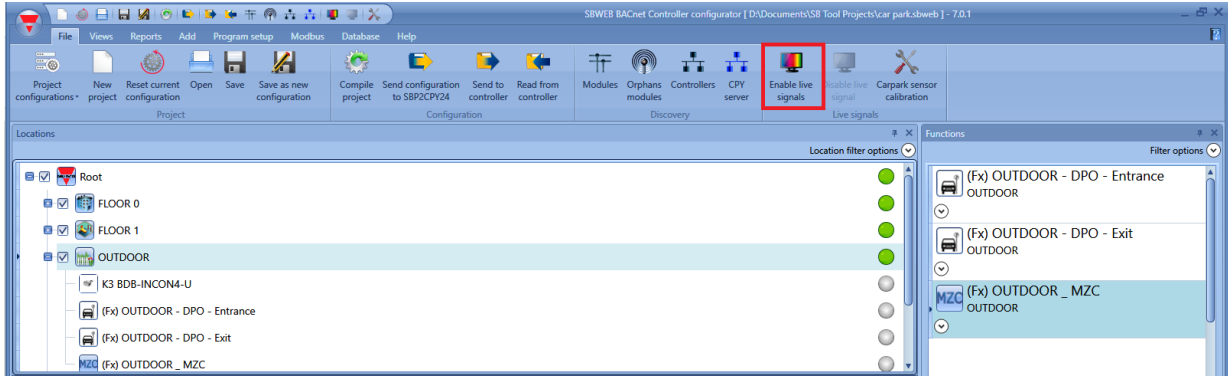 SBWEB BACnet Controller configurator [ D:\Documents\SB Tool Projects\car park.sbweb ] - 7.0.1
File Views Reports Add Program setup Modbus Database Help
Project configurations
New project
Reset current configuration
Open
Save
Save as new configuration
Compile project
Send configuration to SBP2CPY24
Send to controller
Read from controller
Modules
Orphans modules
Controllers
CPY server
Enable live signals
Disable live signal
Carpark sensor calibration
Project
Configuration
Discovery
Live signals
Locations
Location filter options
Root
FLOOR 0
FLOOR 1
OUTDOOR
K3 BDB-INCON4-U
(Fx) OUTDOOR - DPO - Entrance
(Fx) OUTDOOR - DPO - Exit
MZC (Fx) OUTDOOR _ MZC
Functions
Filter options
(Fx) OUTDOOR - DPO - Entrance
OUTDOOR
(Fx) OUTDOOR - DPO - Exit
OUTDOOR
MZC (Fx) OUTDOOR _ MZC
OUTDOOR